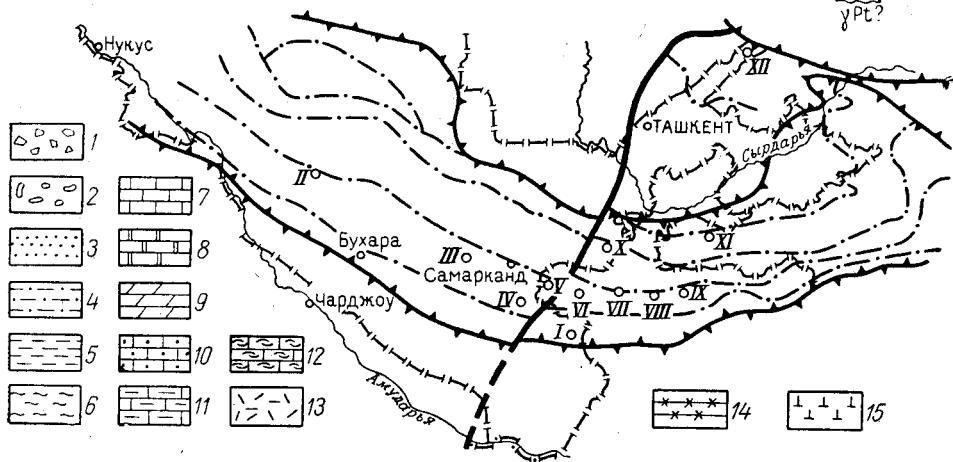 γPt?
Нукус
I
I
I
XII
ТАШКЕНТ
Сырдарья
II
Бухара
III
Самарканд
X
I
XI
V
IV
VI
VII
VIII
IX
I
Чарджоу
Амударья
1
2
3
4
5
6
7
8
9
10
11
12
13
14
15